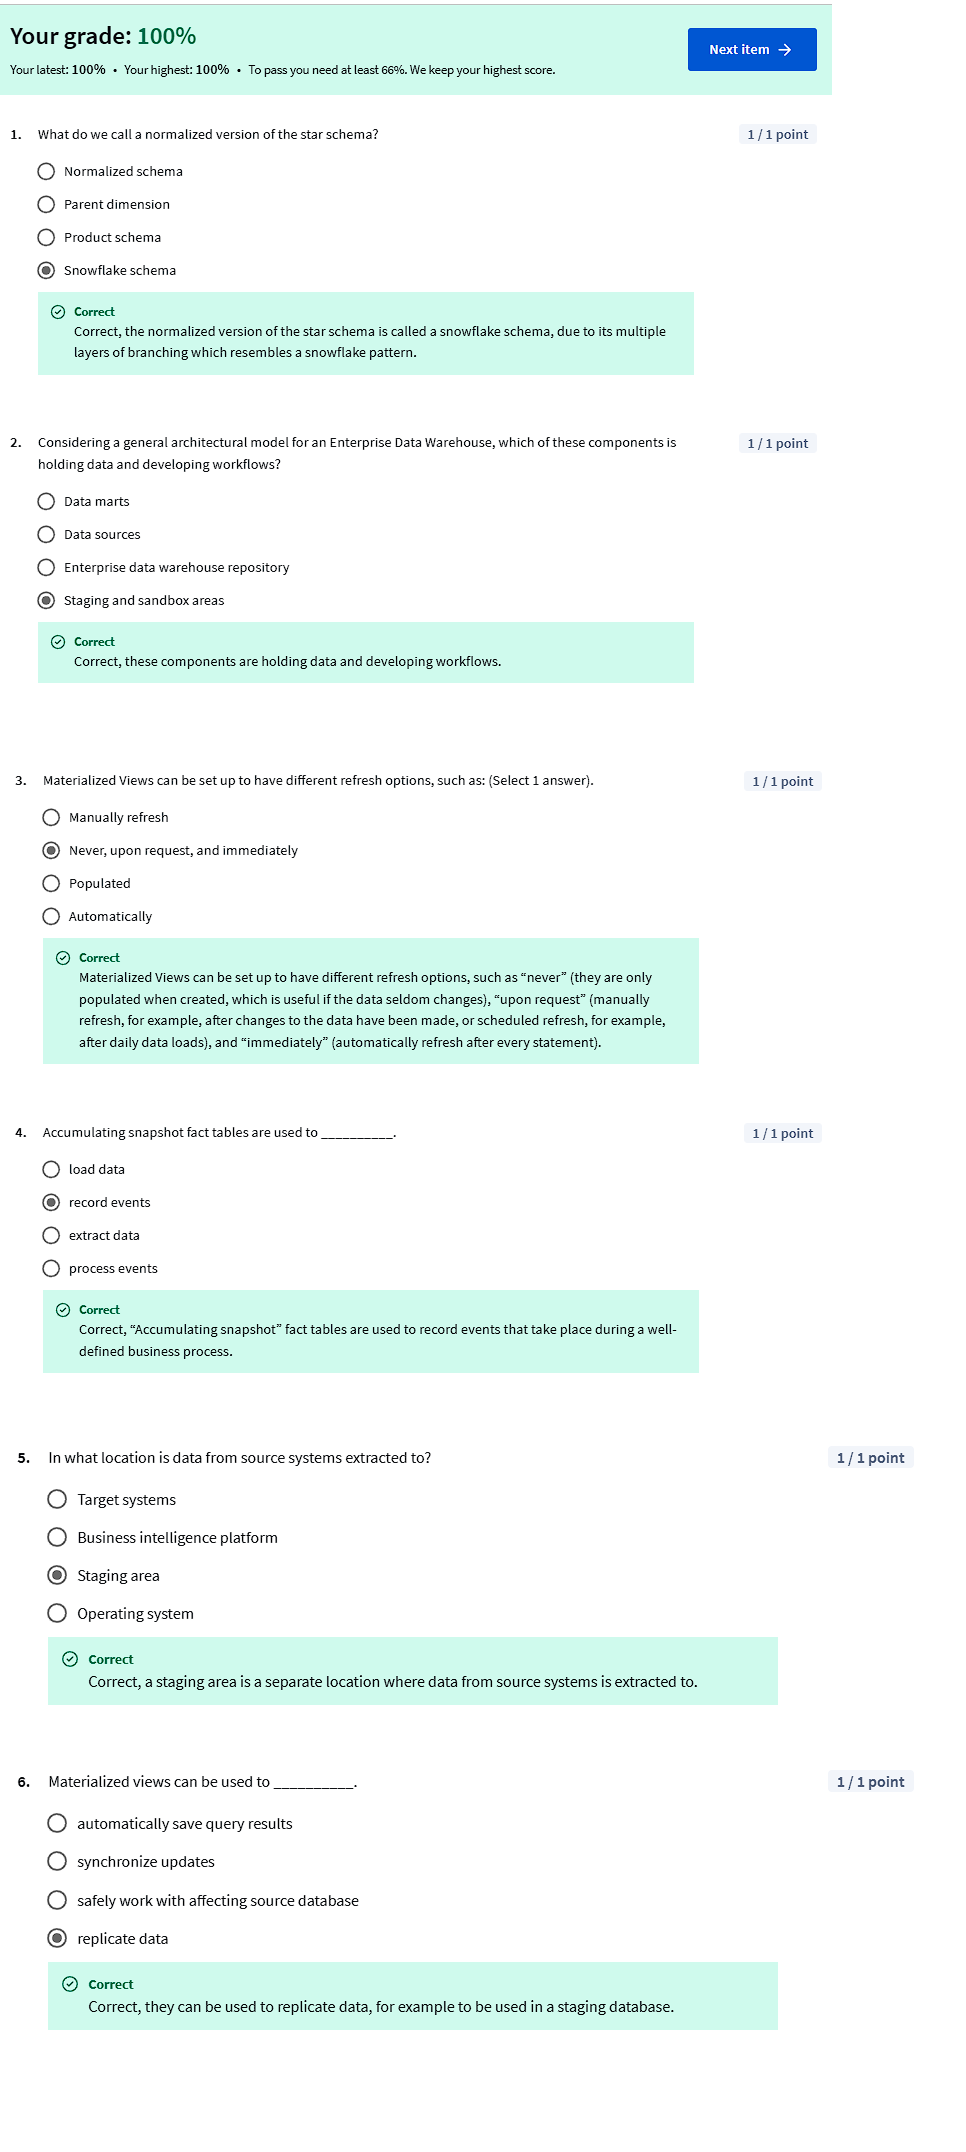 Your grade: 100%
Next item →
Your latest: 100% • Your highest: 100% • To pass you need at least 66%. We keep your highest score.
1. What do we call a normalized version of the star schema?
1 / 1 point
Normalized schema
Parent dimension
Product schema
Snowflake schema
Correct
Correct, the normalized version of the star schema is called a snowflake schema, due to its multiple
layers of branching which resembles a snowflake pattern.
2. Considering a general architectural model for an Enterprise Data Warehouse, which of these components is
holding data and developing workflows?
1 / 1 point
Data marts
Data sources
Enterprise data warehouse repository
Staging and sandbox areas
Correct
Correct, these components are holding data and developing workflows.
3. Materialized Views can be set up to have different refresh options, such as: (Select 1 answer).
1 / 1 point
Manually refresh
Never, upon request, and immediately
Populated
Automatically
Correct
Materialized Views can be set up to have different refresh options, such as “never” (they are only
populated when created, which is useful if the data seldom changes), “upon request” (manually
refresh, for example, after changes to the data have been made, or scheduled refresh, for example,
after daily data loads), and “immediately” (automatically refresh after every statement).
4. Accumulating snapshot fact tables are used to __________.
1 / 1 point
load data
record events
extract data
process events
Correct
Correct, “Accumulating snapshot” fact tables are used to record events that take place during a well-
defined business process.
5. In what location is data from source systems extracted to?
1 / 1 point
Target systems
Business intelligence platform
Staging area
Operating system
Correct
Correct, a staging area is a separate location where data from source systems is extracted to.
6. Materialized views can be used to __________.
1 / 1 point
automatically save query results
synchronize updates
safely work with affecting source database
replicate data
Correct
Correct, they can be used to replicate data, for example to be used in a staging database.